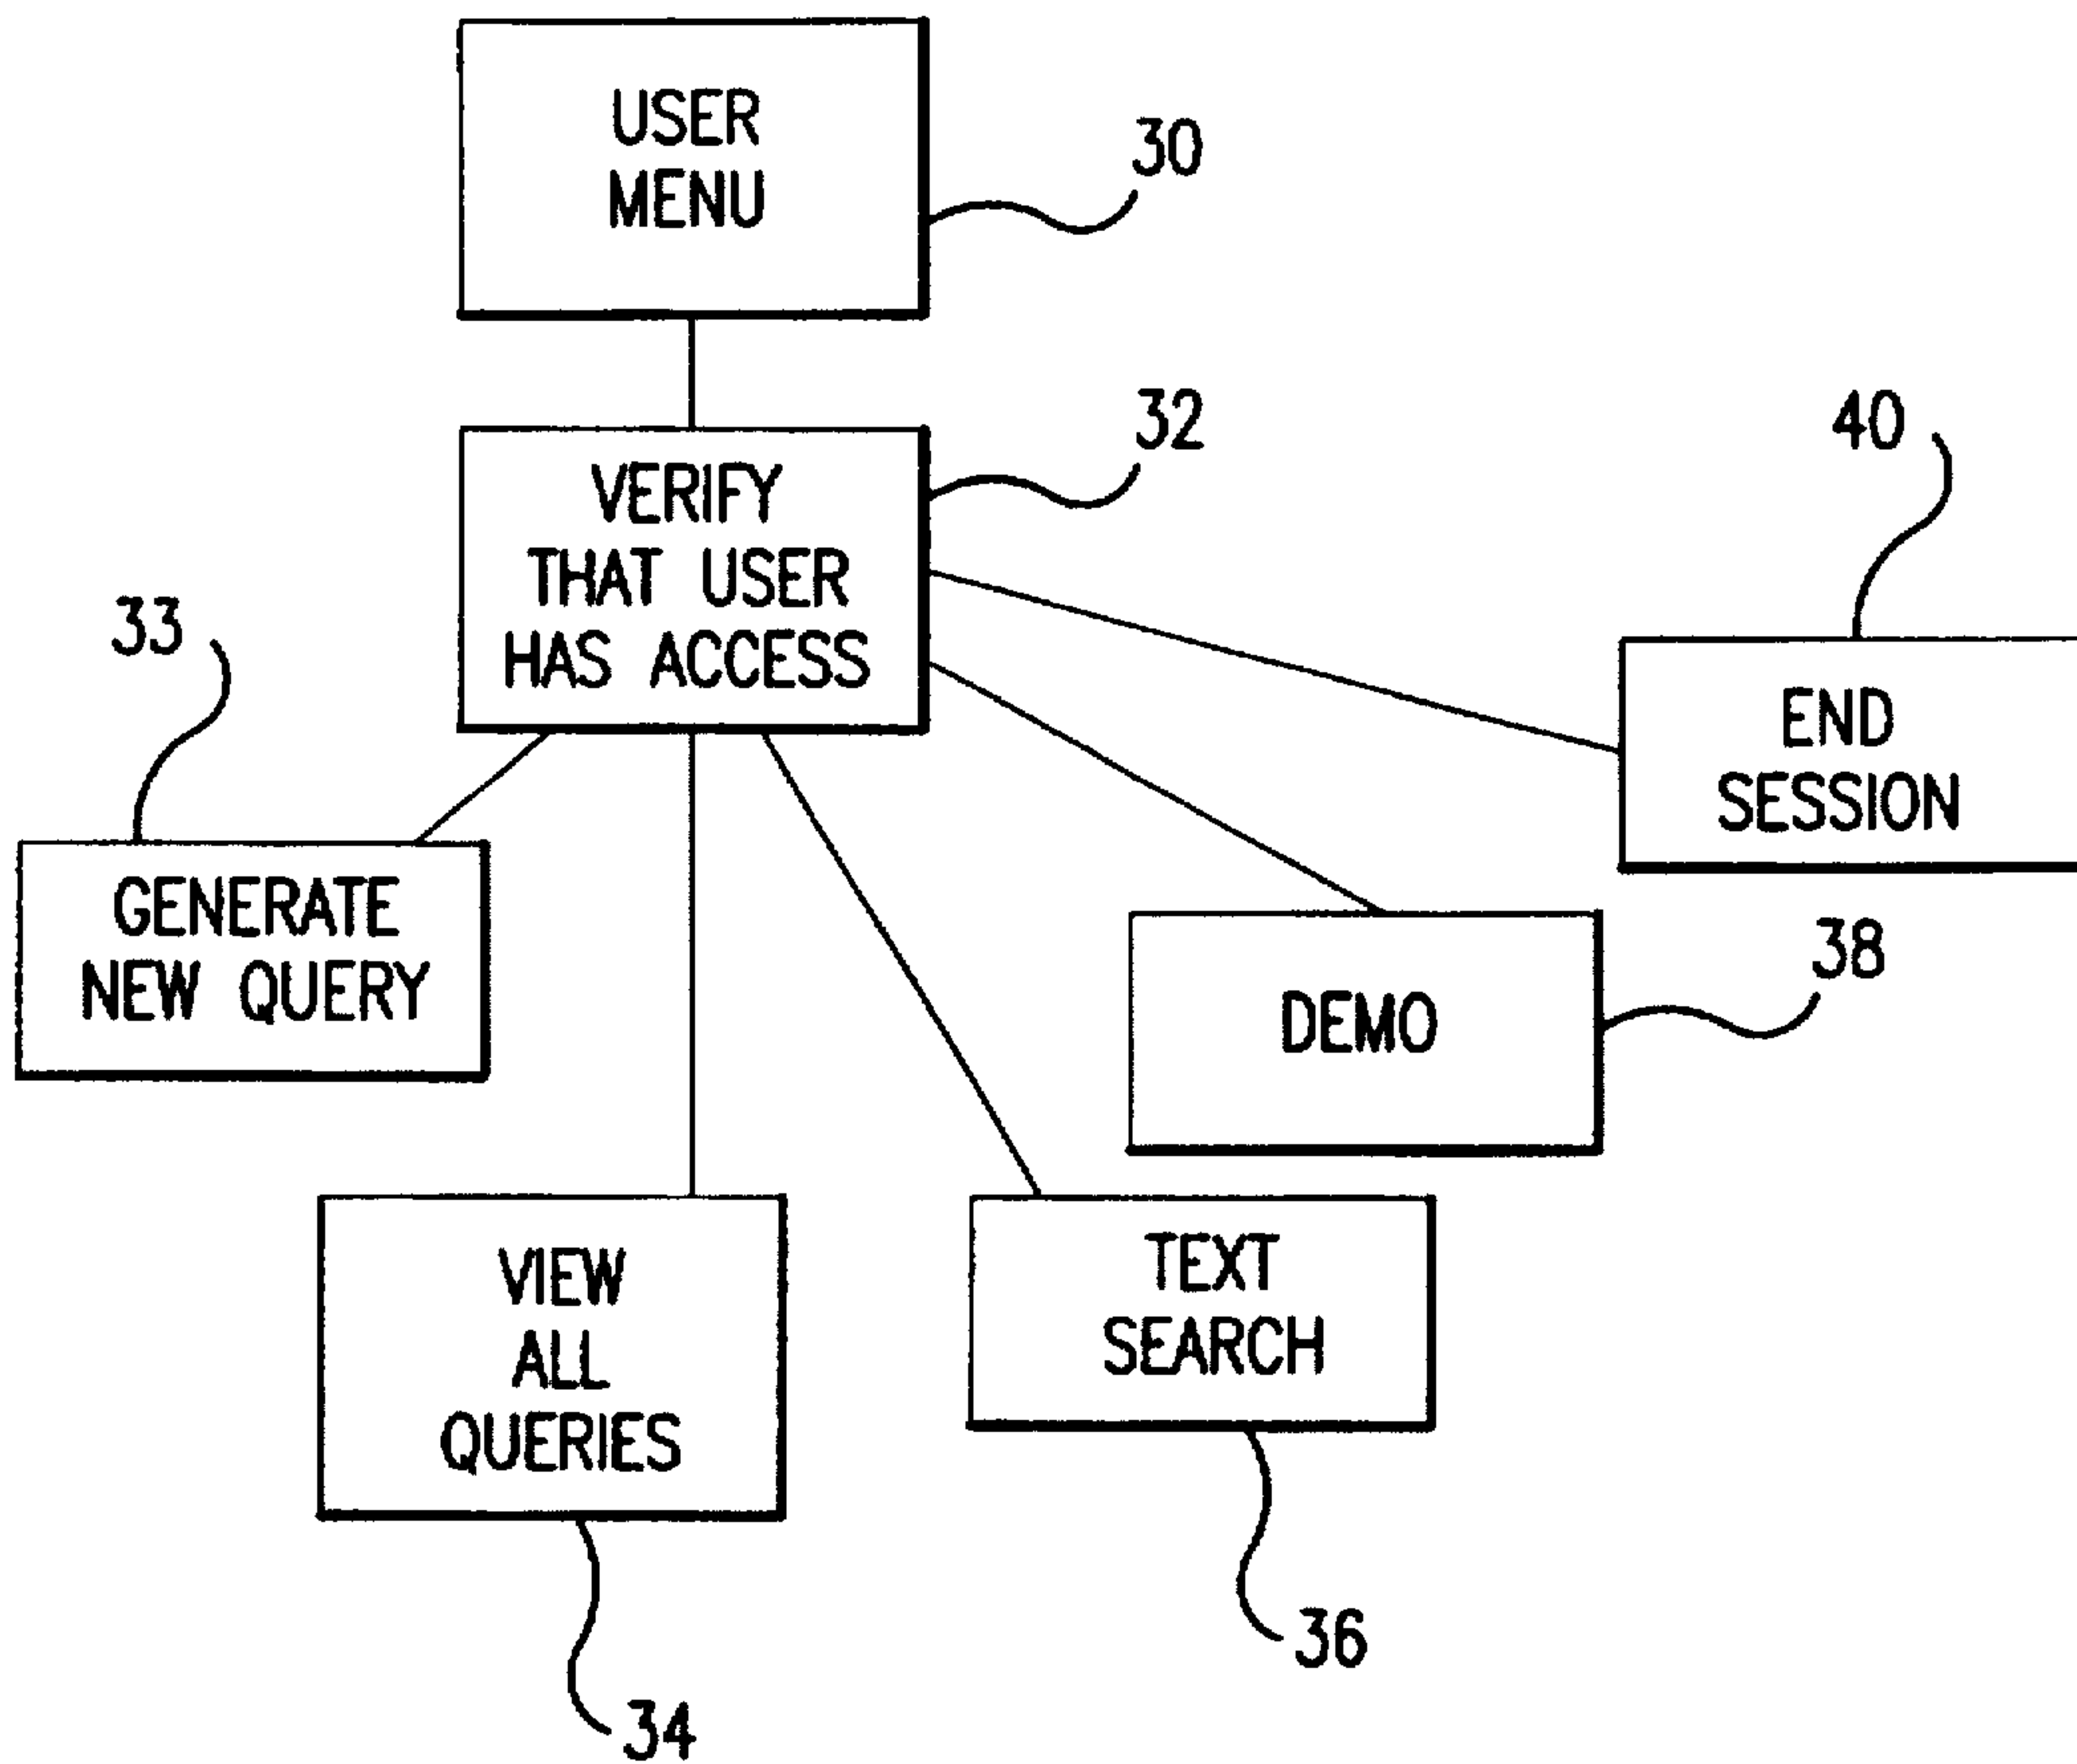 USER
MENU
30
VERIFY
THAT USER
HAS ACCESS
32
40
33
END
SESSION
GENERATE
NEW QUERY
38
DEMO
VIEW
ALL
QUERIES
TEXT
SEARCH
36
34